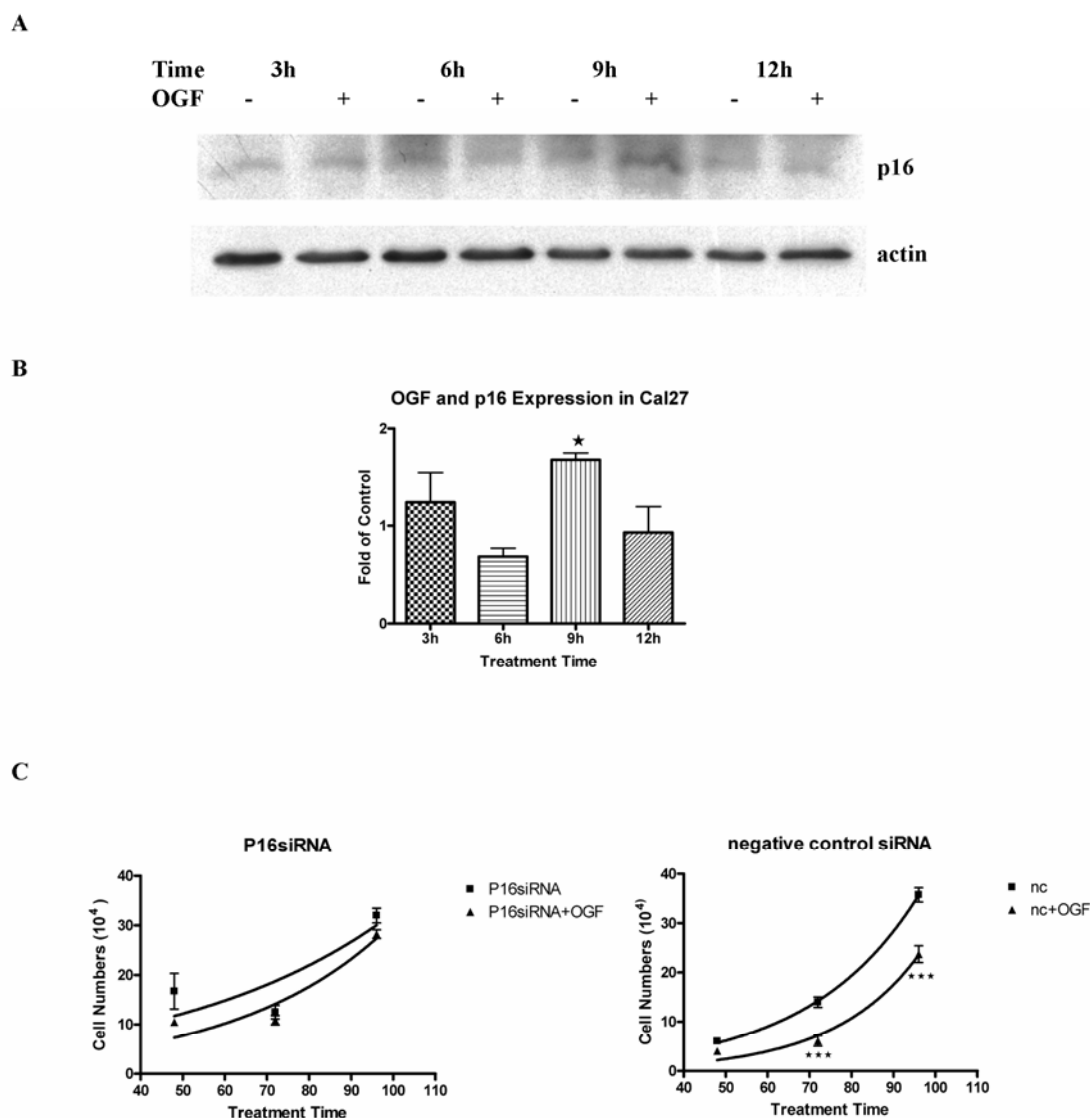 A
Time 3h 6h 9h 12h
OGF - + - + - + - +
p16
actin
B
OGF and p16 Expression in Cal27
2
1
0
Fold of Control
★
3h 6h 9h 12h
Treatment Time
C
P16siRNA
40
30
20
10
0
Cell Numbers (10⁴)
40 50 60 70 80 90 100 110
Treatment Time
P16siRNA
P16siRNA+OGF
negative control siRNA
40
30
20
10
0
Cell Numbers (10⁴)
★★★
★★★
40 50 60 70 80 90 100 110
Treatment Time
nc
nc+OGF